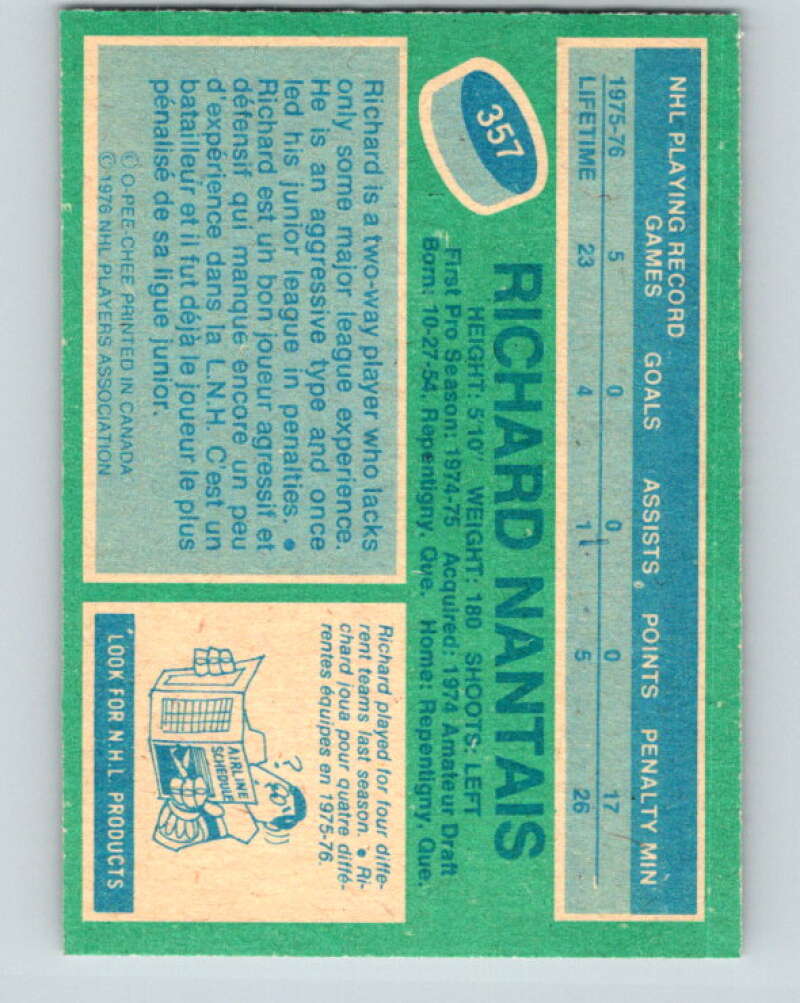 NHL PLAYING RECORD
GAMES GOALS ASSISTS POINTS PENALTY MIN
1975-76 5 0 0 0 17
LIFETIME 23 4 1 5 26
357
RICHARD NANTAIS
HEIGHT: 5'10" WEIGHT: 180 SHOOTS: LEFT
First Pro Season: 1974-75 Acquired: 1974 Amateur Draft
Born: 10-27-54, Repentigny, Que. Home: Repentigny, Que.
Richard is a two-way player who lacks
only some major league experience.
He is an aggressive type and once
led his junior league in penalties. •
Richard est un bon joueur agressif et
défensif qui manque encore un peu
d'expérience dans la L.N.H. C'est un
batailleur et il fut déjà le joueur le plus
pénalisé de sa ligue junior.
© O-PEE-CHEE PRINTED IN CANADA
© 1976 NHL PLAYERS ASSOCIATION
Richard played for four diffe-
rent teams last season. • Ri-
chard joua pour quatre diffé-
rentes équipes en 1975-76.
?
AIRLINE
SCHEDULE
LOOK FOR N.H.L PRODUCTS